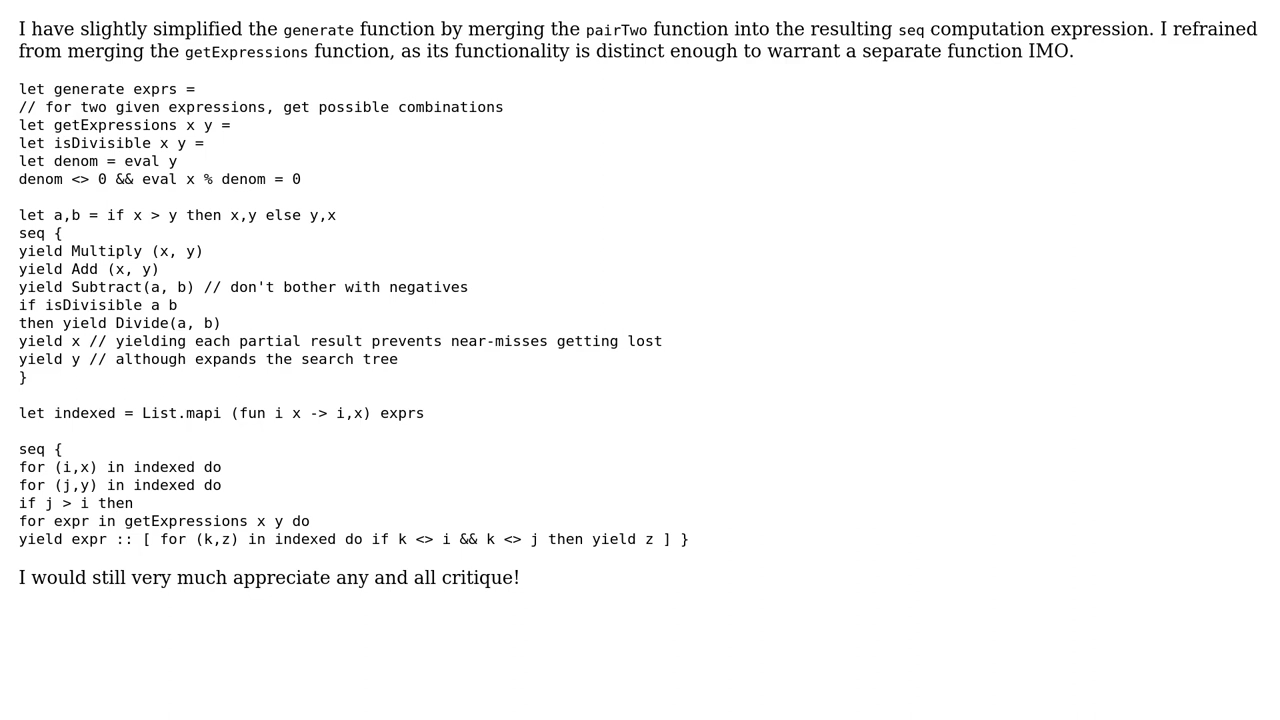 I have slightly simplified the generate function by merging the pairTwo function into the resulting seq computation expression. I refrained
from merging the getExpressions function, as its functionality is distinct enough to warrant a separate function IMO.
let generate exprs =
// for two given expressions, get possible combinations
let getExpressions x y =
let isDivisible x y =
let denom = eval y
denom <> 0 && eval x % denom = 0
let a,b = if x > y then x,y else y,x
seq {
yield Multiply (x, y)
yield Add (x, y)
yield Subtract(a, b) // don't bother with negatives
if isDivisible a b
then yield Divide(a, b)
yield x // yielding each partial result prevents near-misses getting lost
yield y // although expands the search tree
}
let indexed = List.mapi (fun i x -> i,x) exprs
seq {
for (i,x) in indexed do
for (j,y) in indexed do
if j > i then
for expr in getExpressions x y do
yield expr :: [ for (k,z) in indexed do if k <> i && k <> j then yield z ] }
I would still very much appreciate any and all critique!